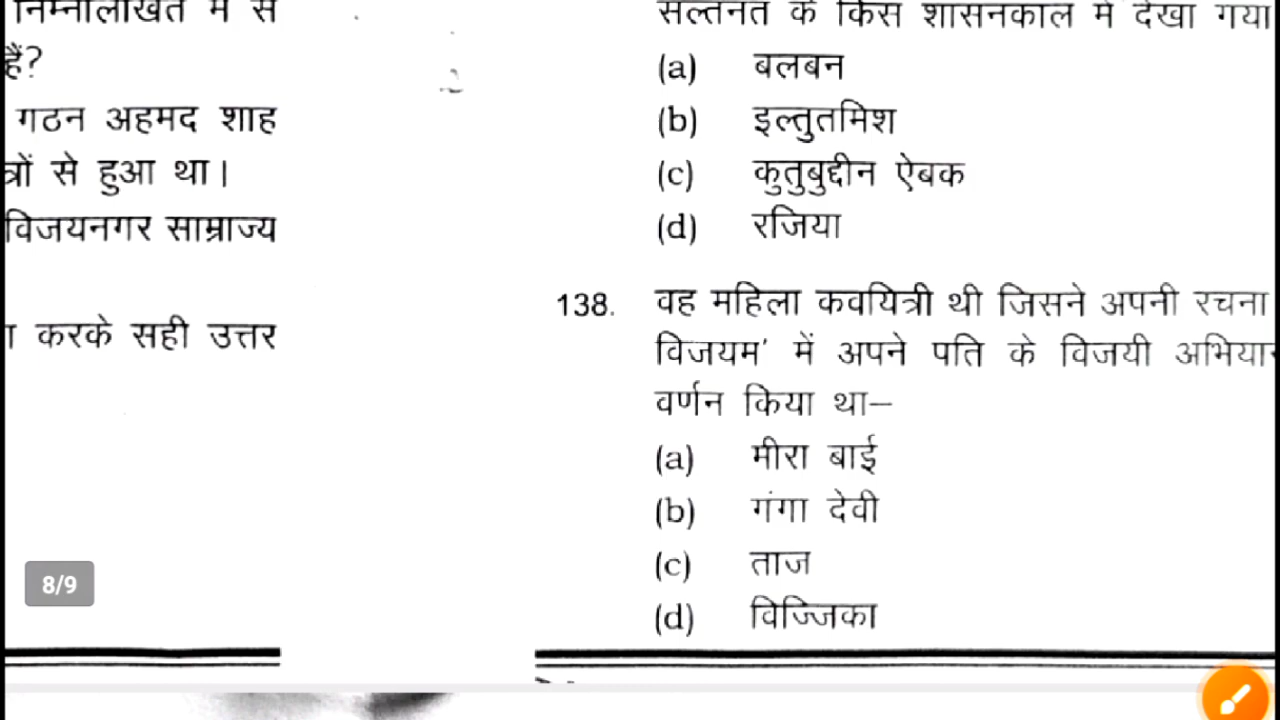 निम्नलिखित में से
हैं?
गठन अहमद शाह
त्रों से हुआ था।
विजयनगर साम्राज्य
करके सही उत्तर
सल्तनत के किस शासनकाल में देखा गया
(a) बलबन
(b) इल्तुतमिश
(c) कुतुबुद्दीन ऐबक
(d) रजिया
138. वह महिला कवयित्री थी जिसने अपनी रचना
विजयम' में अपने पति के विजयी अभियान
वर्णन किया था–
(a) मीरा बाई
(b) गंगा देवी
(c) ताज
(d) विज्जिका
8/9